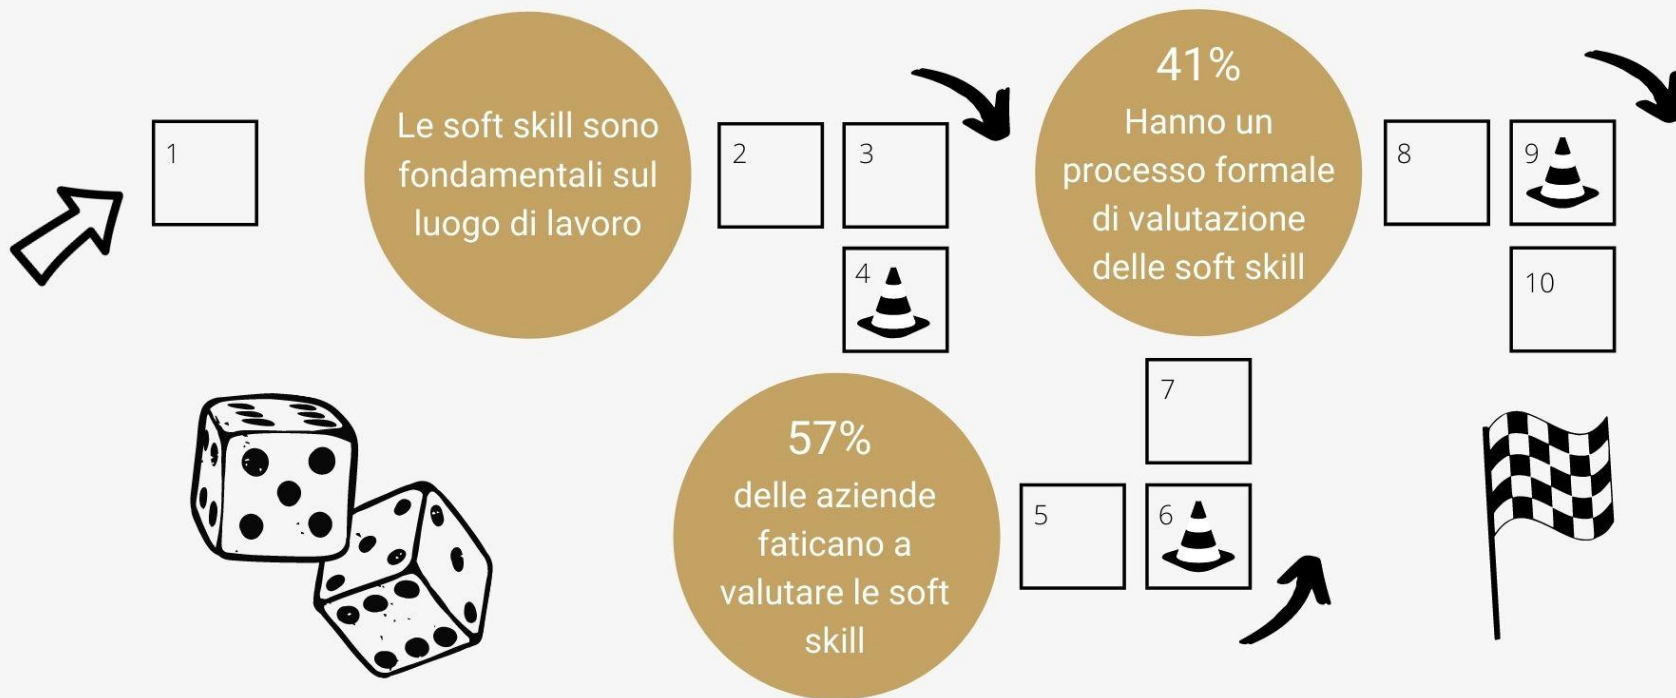 1
Le soft skill sono
fondamentali sul
luogo di lavoro
2
3
4
57%
delle aziende
faticano a
valutare le soft
skill
5
6
7
41%
Hanno un
processo formale
di valutazione
delle soft skill
8
9
10